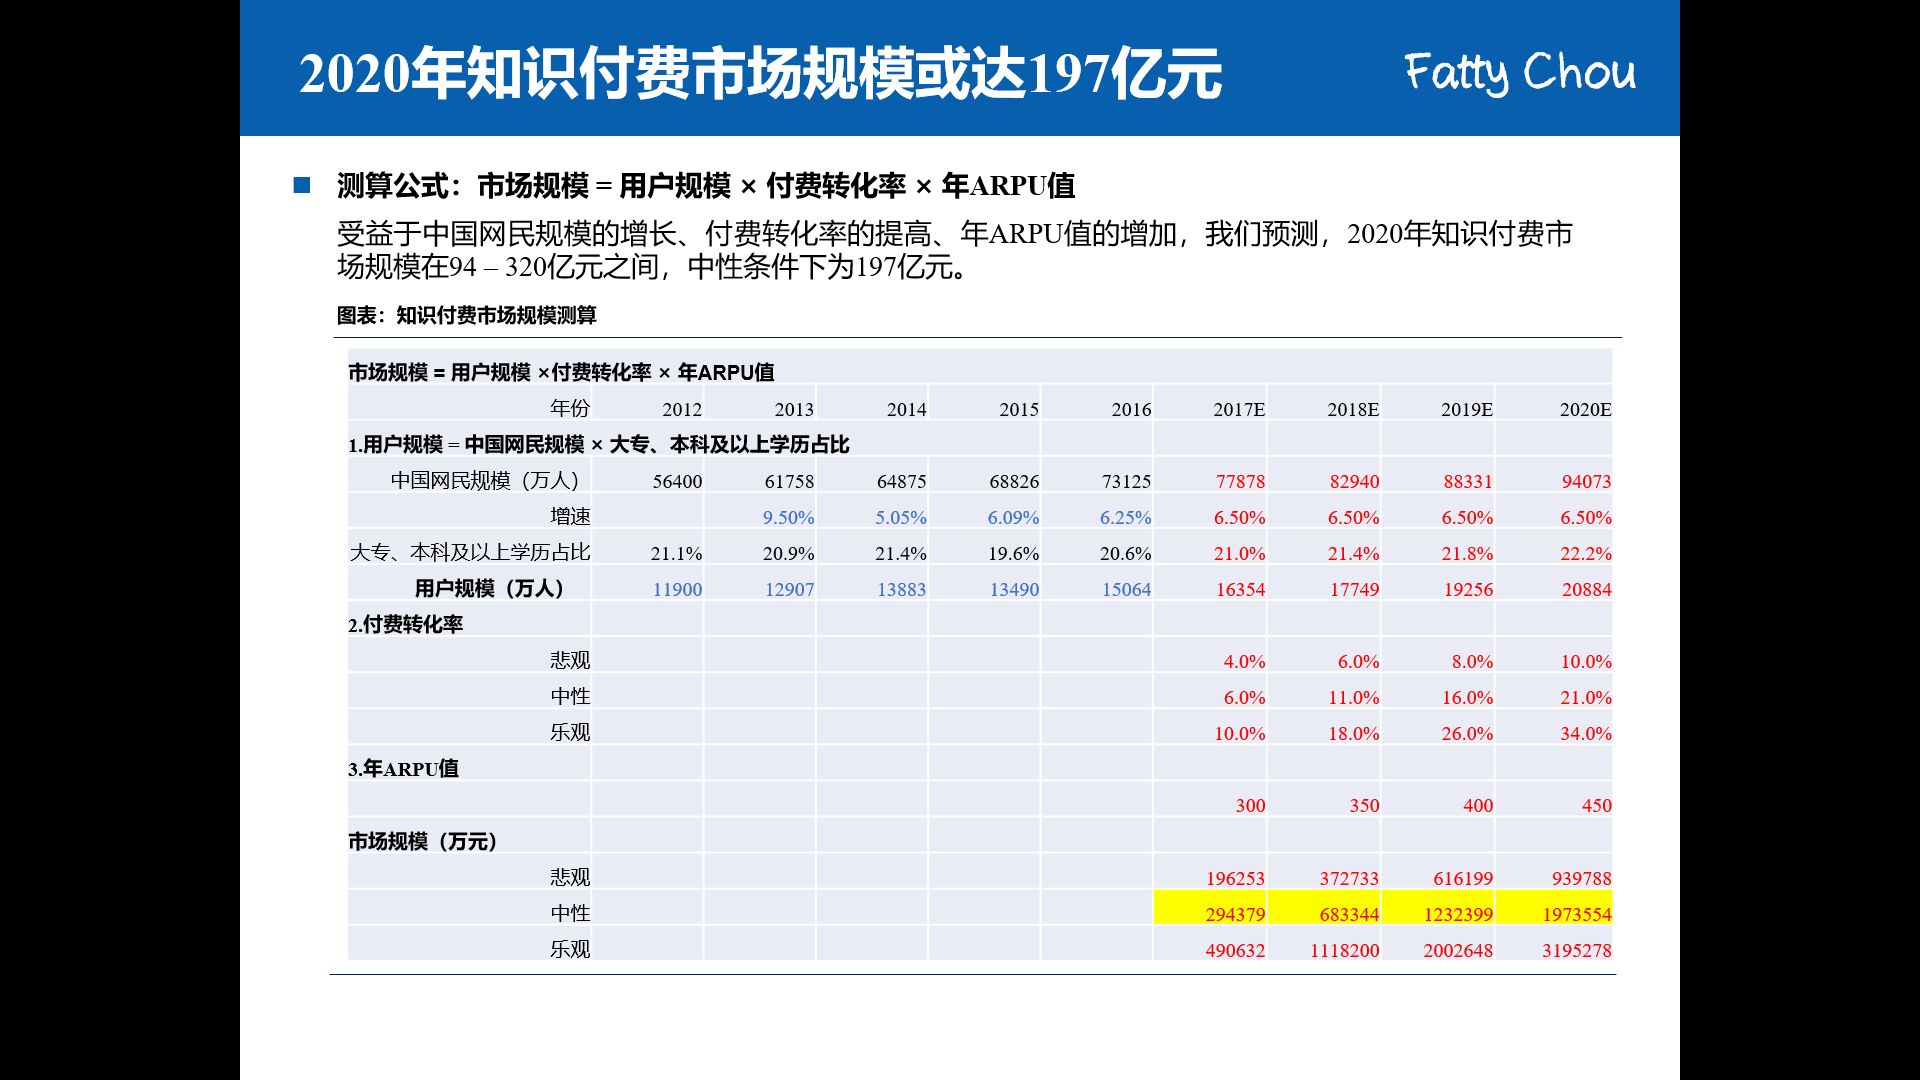 2020年知识付费市场规模或达197亿元
Fatty Chou
测算公式：市场规模 = 用户规模 × 付费转化率 × 年ARPU值
受益于中国网民规模的增长、付费转化率的提高、年ARPU值的增加，我们预测，2020年知识付费市
场规模在94 – 320亿元之间，中性条件下为197亿元。
图表：知识付费市场规模测算
市场规模 = 用户规模 ×付费转化率 × 年ARPU值
年份 2012 2013 2014 2015 2016 2017E 2018E 2019E 2020E
1.用户规模 = 中国网民规模 × 大专、本科及以上学历占比
中国网民规模（万人） 56400 61758 64875 68826 73125 77878 82940 88331 94073
增速 9.50% 5.05% 6.09% 6.25% 6.50% 6.50% 6.50% 6.50%
大专、本科及以上学历占比 21.1% 20.9% 21.4% 19.6% 20.6% 21.0% 21.4% 21.8% 22.2%
用户规模（万人） 11900 12907 13883 13490 15064 16354 17749 19256 20884
2.付费转化率
悲观 4.0% 6.0% 8.0% 10.0%
中性 6.0% 11.0% 16.0% 21.0%
乐观 10.0% 18.0% 26.0% 34.0%
3.年ARPU值
300 350 400 450
市场规模（万元）
悲观 196253 372733 616199 939788
中性 294379 683344 1232399 1973554
乐观 490632 1118200 2002648 3195278